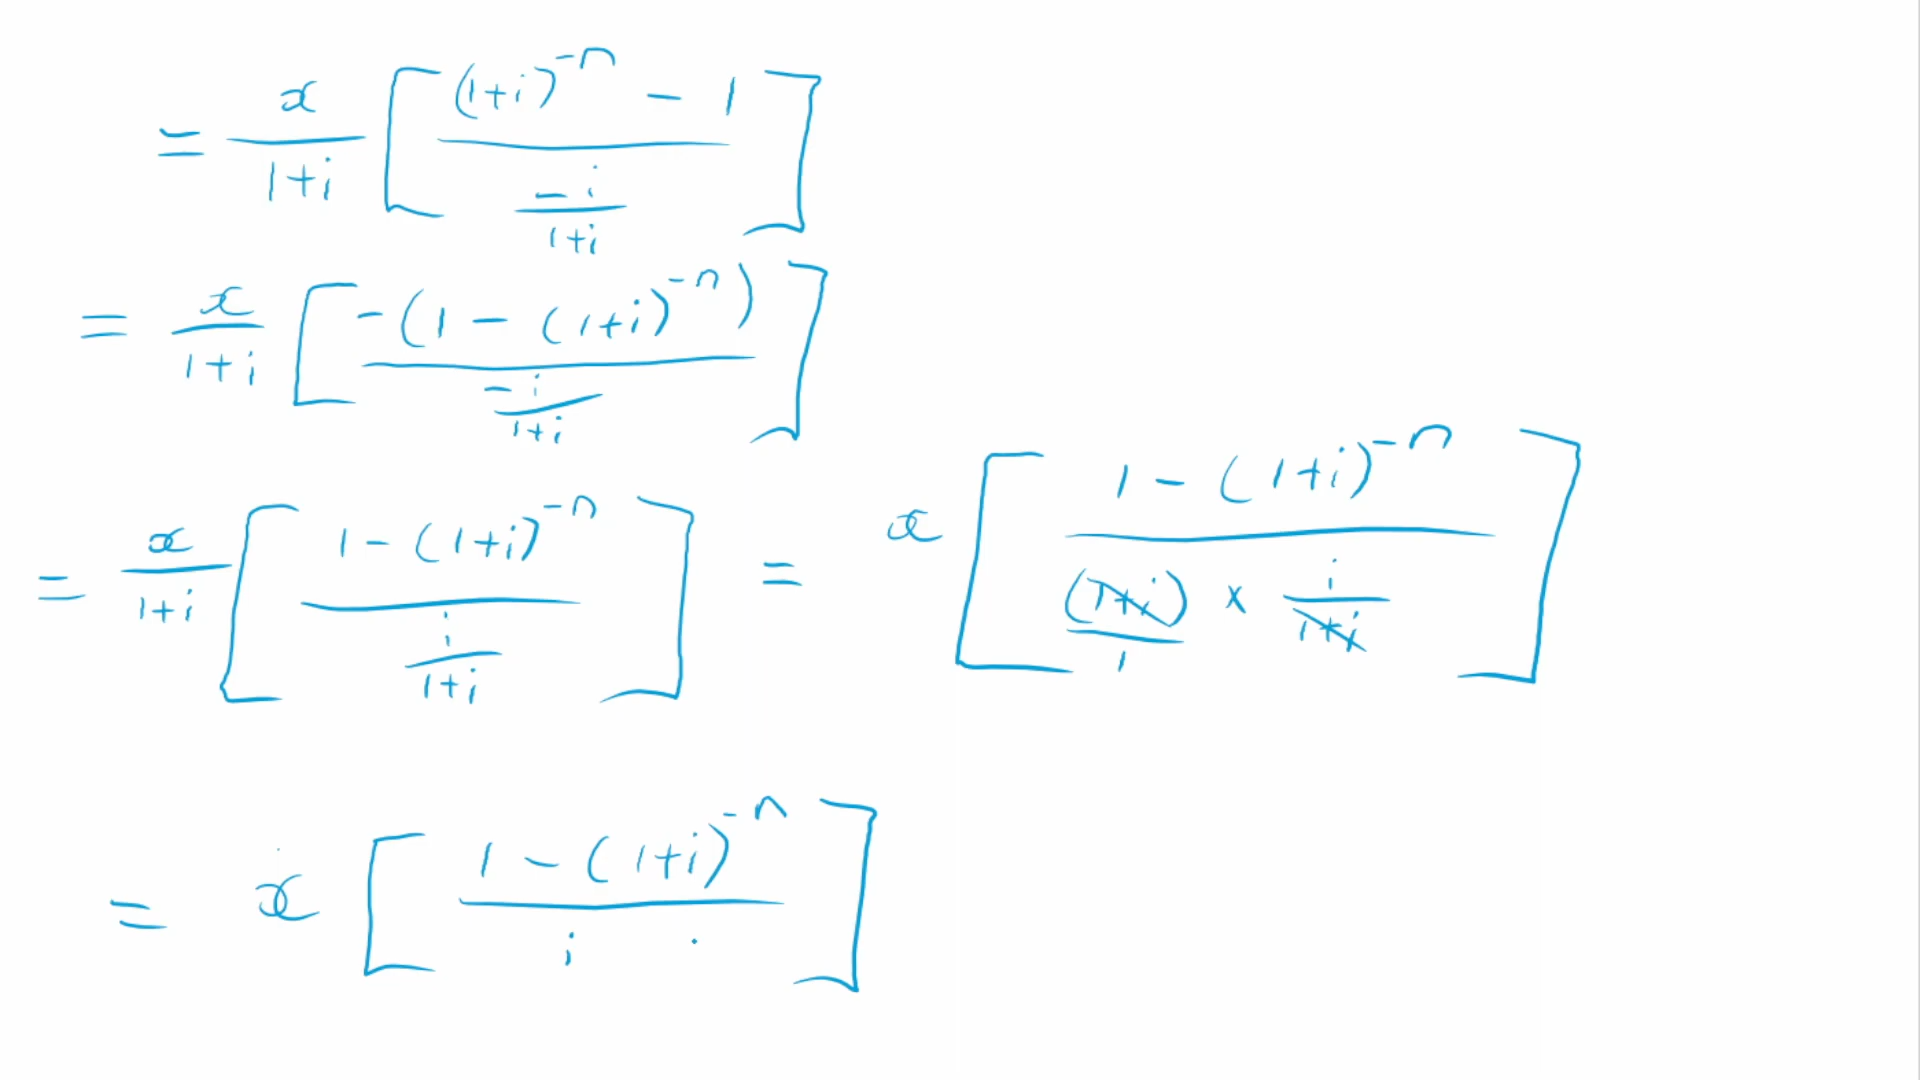 = x/(1+i) [ ((1+i)^-n - 1) / (-i/(1+i)) ]
= x/(1+i) [ -(1 - (1+i)^-n) / (-i/(1+i)) ]
= x/(1+i) [ (1 - (1+i)^-n) / (i/(1+i)) ] = x [ (1 - (1+i)^-n) / ((1+i)/1 × i/(1+i)) ]
= x [ (1 - (1+i)^-n) / i ]